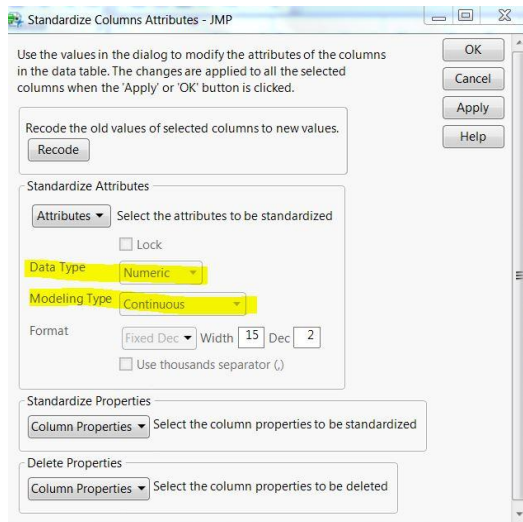 Standardize Columns Attributes - JMP
Use the values in the dialog to modify the attributes of the columns
in the data table. The changes are applied to all the selected
columns when the 'Apply' or 'OK' button is clicked.
OK
Cancel
Apply
Help
Recode the old values of selected columns to new values.
Recode
Standardize Attributes
Attributes Select the attributes to be standardized
Lock
Data Type Numeric
Modeling Type Continuous
Format Fixed Dec Width 15 Dec 2
Use thousands separator (,)
Standardize Properties
Column Properties Select the column properties to be standardized
Delete Properties
Column Properties Select the column properties to be deleted